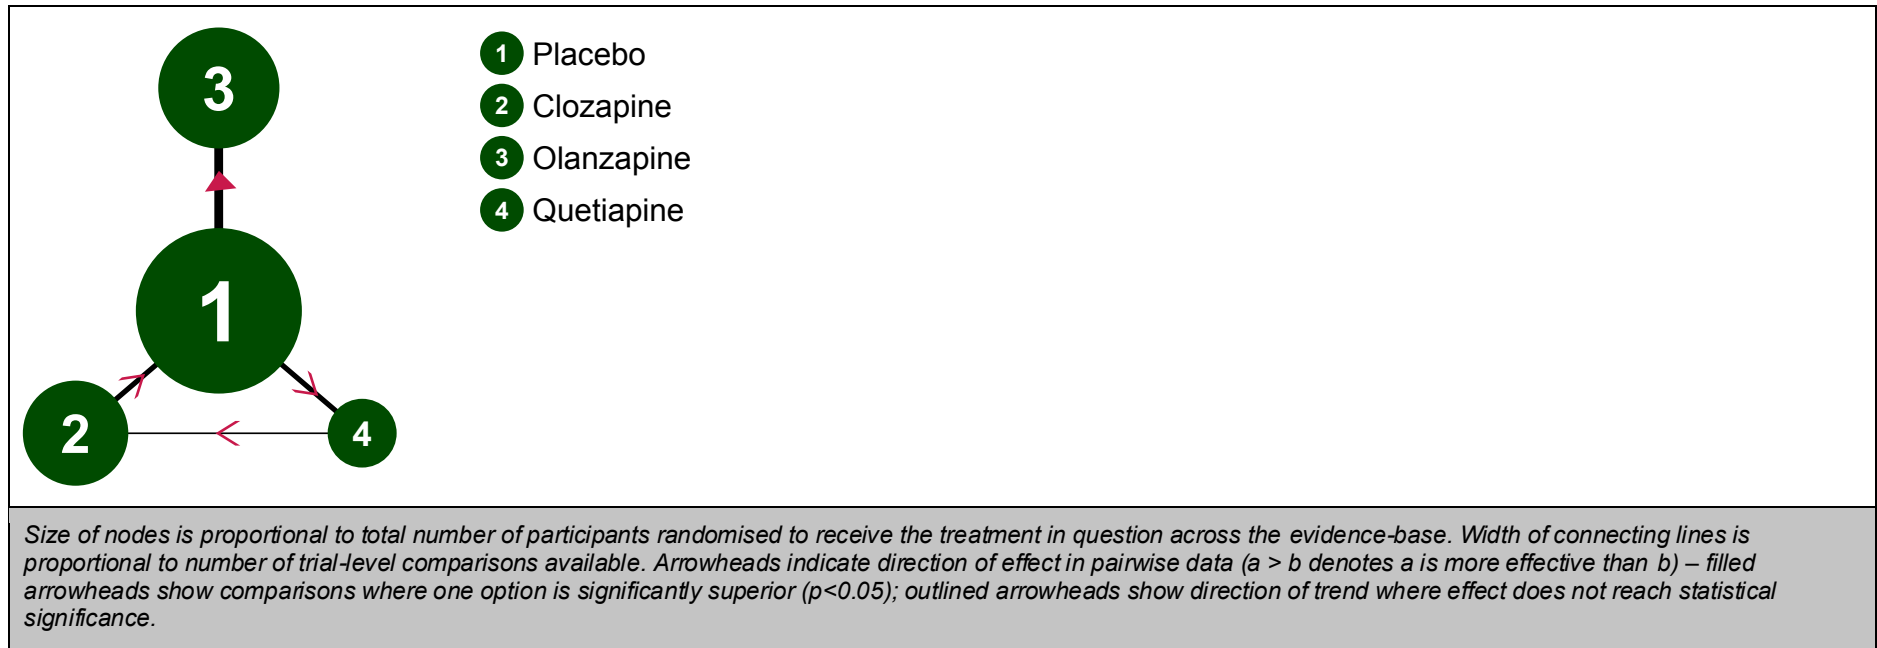 3
1
2
4
1 Placebo
2 Clozapine
3 Olanzapine
4 Quetiapine
Size of nodes is proportional to total number of participants randomised to receive the treatment in question across the evidence-base. Width of connecting lines is
proportional to number of trial-level comparisons available. Arrowheads indicate direction of effect in pairwise data (a > b denotes a is more effective than b) – filled
arrowheads show comparisons where one option is significantly superior (p<0.05); outlined arrowheads show direction of trend where effect does not reach statistical
significance.